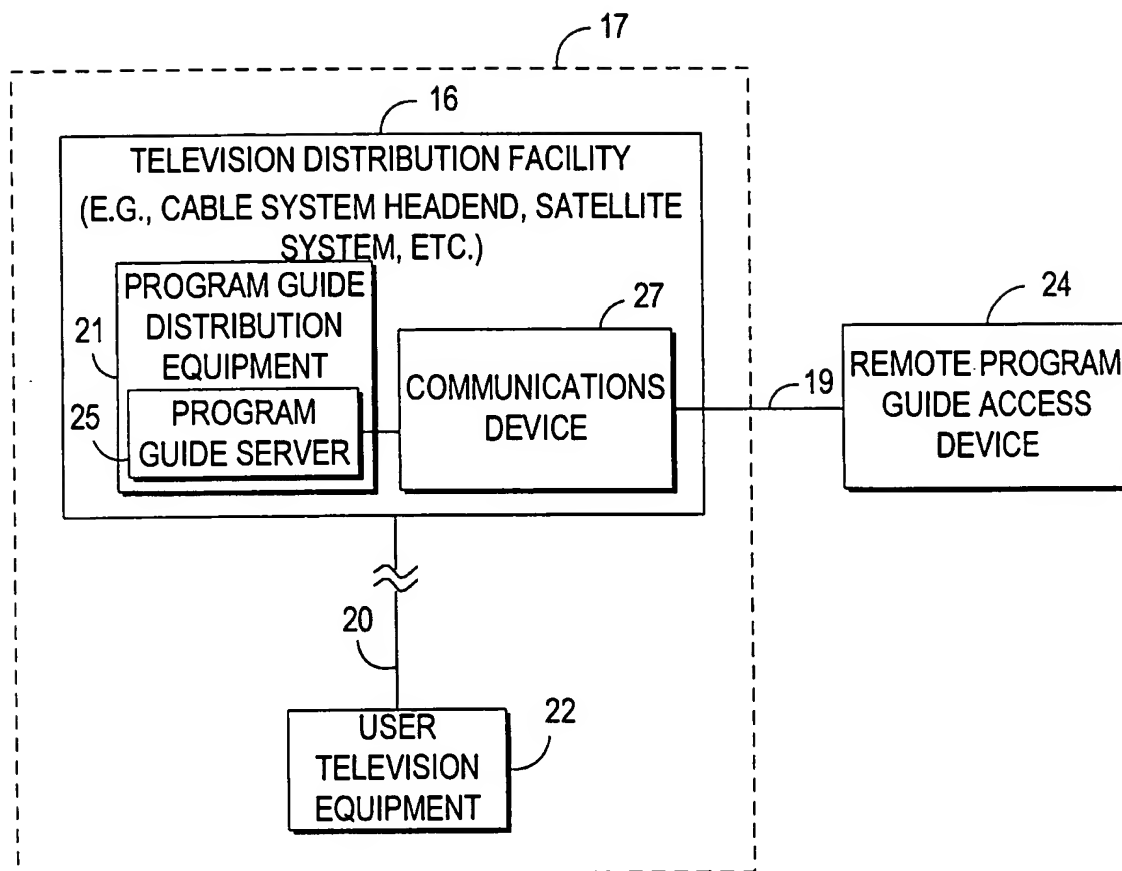 17
16
TELEVISION DISTRIBUTION FACILITY
(E.G., CABLE SYSTEM HEADEND, SATELLITE
SYSTEM, ETC.)
PROGRAM GUIDE
DISTRIBUTION
EQUIPMENT
21
PROGRAM
GUIDE SERVER
25
27
COMMUNICATIONS
DEVICE
19
24
REMOTE PROGRAM
GUIDE ACCESS
DEVICE
20
USER
TELEVISION
EQUIPMENT
22